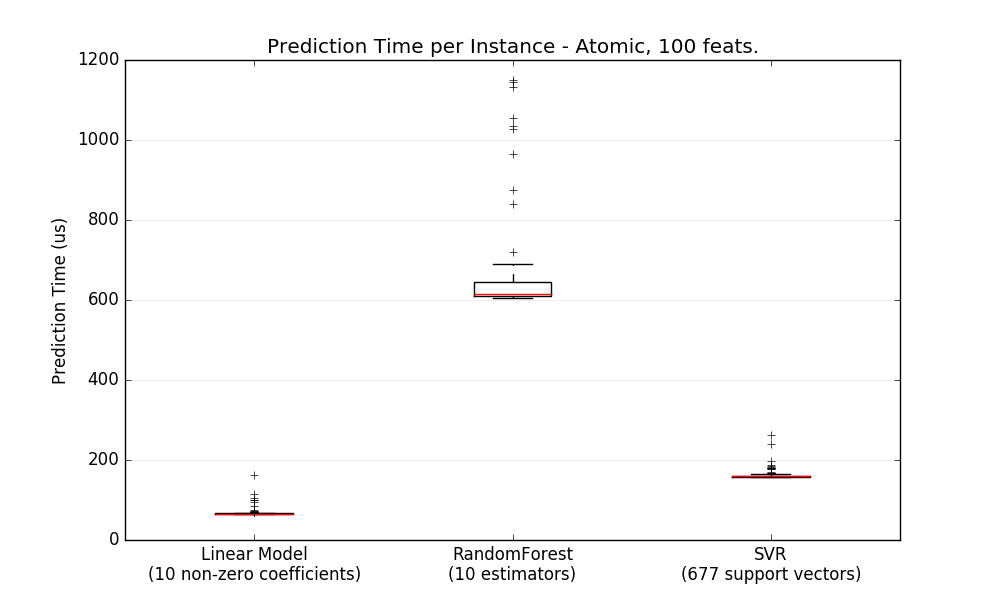 Prediction Time per Instance - Atomic, 100 feats.
1200
1000
800
600
400
200
0
Prediction Time (us)
Linear Model
(10 non-zero coefficients)
RandomForest
(10 estimators)
SVR
(677 support vectors)